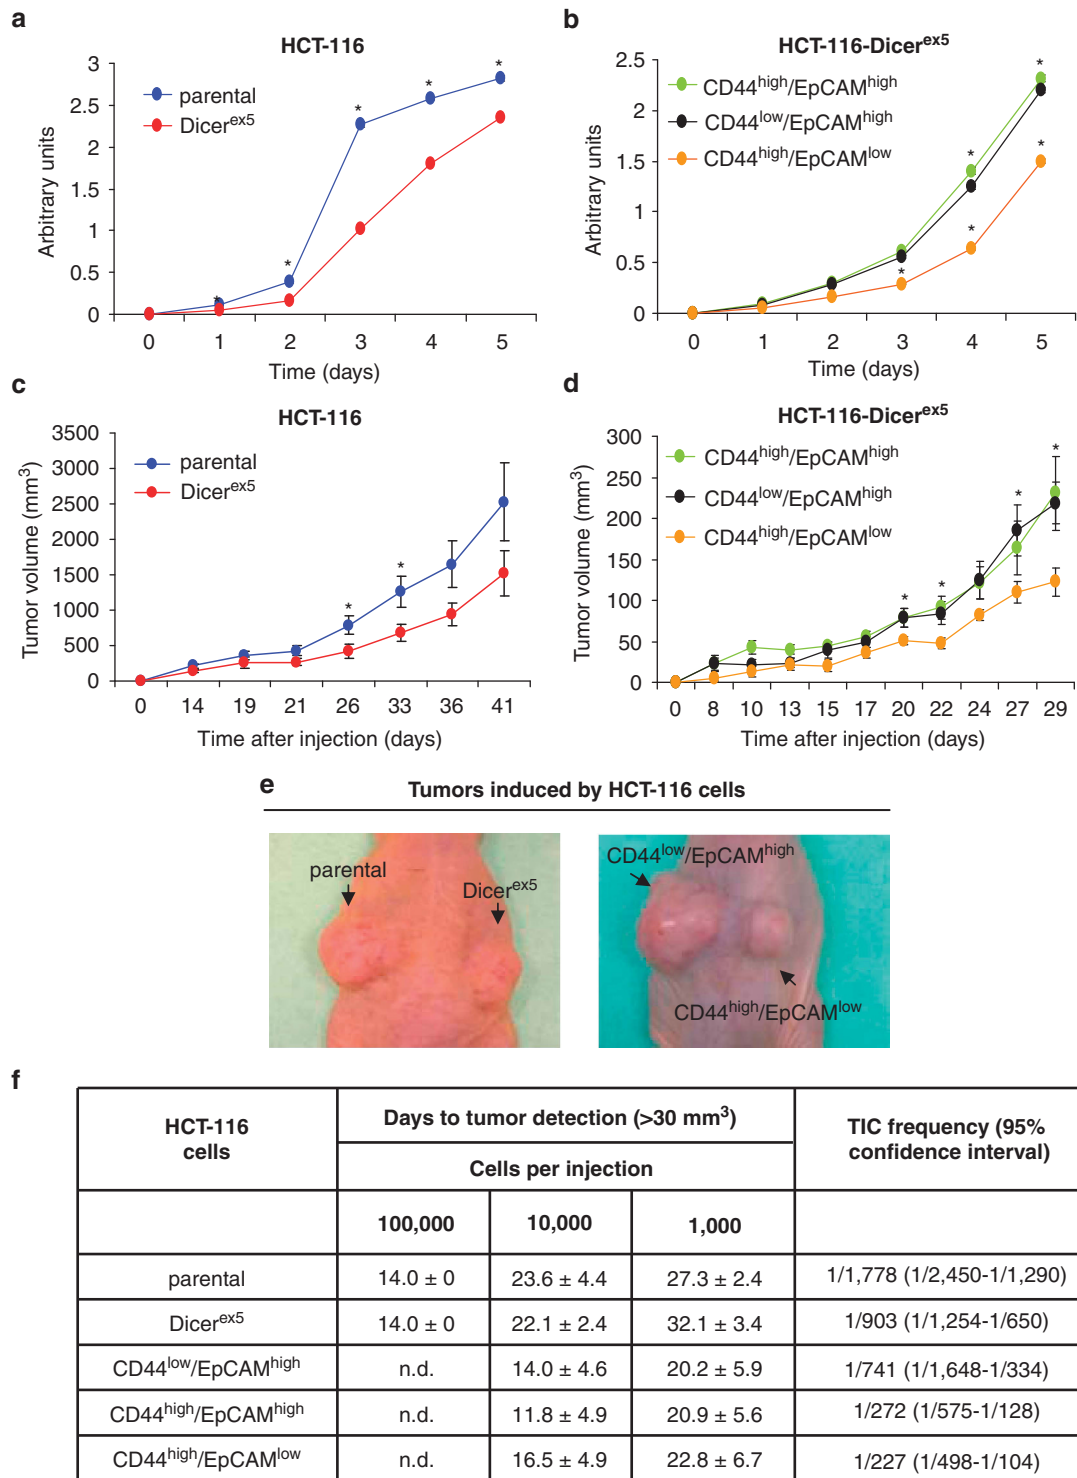 a
HCT-116
3
2.5
2
1.5
1
0.5
0
Arbitrary units
parental
Dicer^ex5
* * * * *
0 1 2 3 4 5
Time (days)
b
HCT-116-Dicer^ex5
2.5
2
1.5
1
0.5
0
Arbitrary units
CD44^high/EpCAM^high
CD44^low/EpCAM^high
CD44^high/EpCAM^low
* * * * *
0 1 2 3 4 5
Time (days)
c
HCT-116
3500
3000
2500
2000
1500
1000
500
0
Tumor volume (mm³)
parental
Dicer^ex5
* *
0 14 19 21 26 33 36 41
Time after injection (days)
d
HCT-116-Dicer^ex5
300
250
200
150
100
50
0
Tumor volume (mm³)
CD44^high/EpCAM^high
CD44^low/EpCAM^high
CD44^high/EpCAM^low
* * * *
0 8 10 13 15 17 20 22 24 27 29
Time after injection (days)
e
Tumors induced by HCT-116 cells
parental
Dicer^ex5
CD44^low/EpCAM^high
CD44^high/EpCAM^low
f
HCT-116
cells
Days to tumor detection (>30 mm³)
Cells per injection
TIC frequency (95%
confidence interval)
100,000 10,000 1,000
parental 14.0 ± 0 23.6 ± 4.4 27.3 ± 2.4 1/1,778 (1/2,450-1/1,290)
Dicer^ex5 14.0 ± 0 22.1 ± 2.4 32.1 ± 3.4 1/903 (1/1,254-1/650)
CD44^low/EpCAM^high n.d. 14.0 ± 4.6 20.2 ± 5.9 1/741 (1/1,648-1/334)
CD44^high/EpCAM^high n.d. 11.8 ± 4.9 20.9 ± 5.6 1/272 (1/575-1/128)
CD44^high/EpCAM^low n.d. 16.5 ± 4.9 22.8 ± 6.7 1/227 (1/498-1/104)